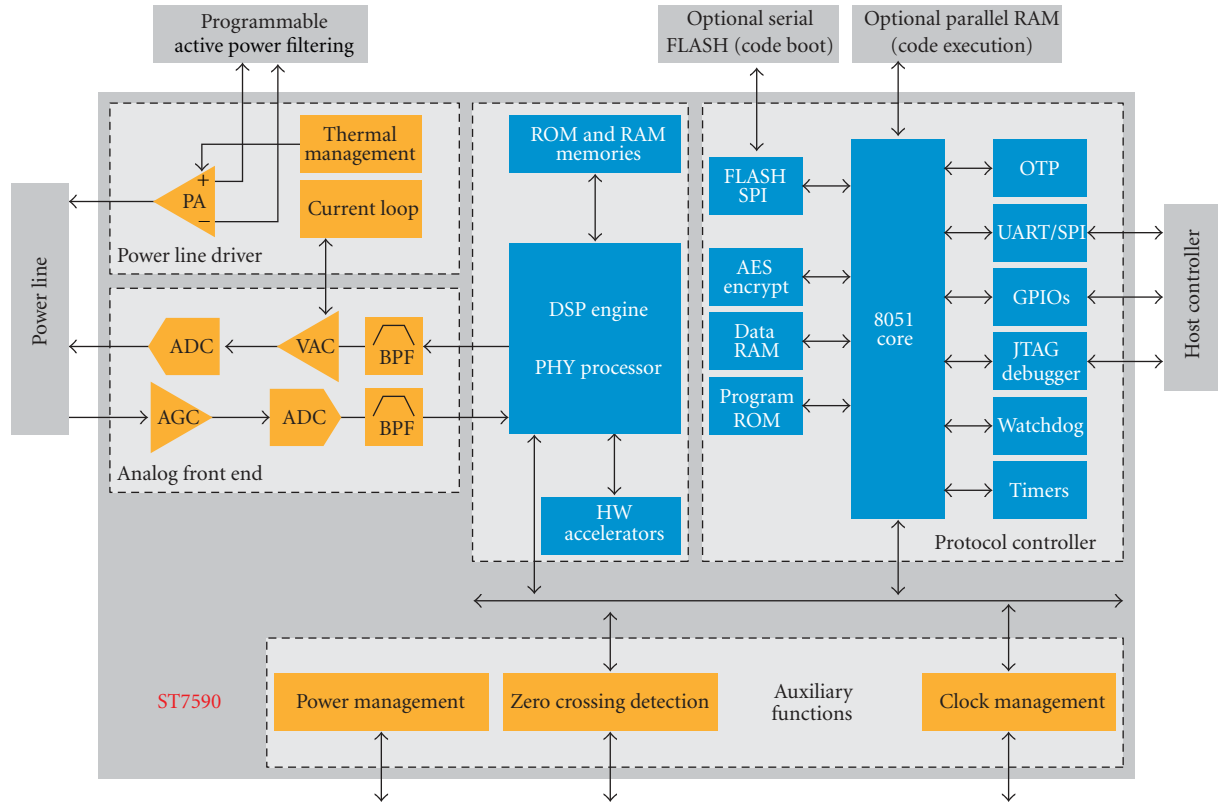 Programmable
active power filtering
Optional serial
FLASH (code boot)
Optional parallel RAM
(code execution)
Thermal
management
Current loop
+
PA
−
Power line driver
Power line
ADC
VAC
BPF
AGC
ADC
BPF
Analog front end
ROM and RAM
memories
DSP engine
PHY processor
HW
accelerators
FLASH
SPI
AES
encrypt
Data
RAM
Program
ROM
8051
core
OTP
UART/SPI
GPIOs
JTAG
debugger
Watchdog
Timers
Protocol controller
Host controller
ST7590
Power management
Zero crossing detection
Auxiliary
functions
Clock management